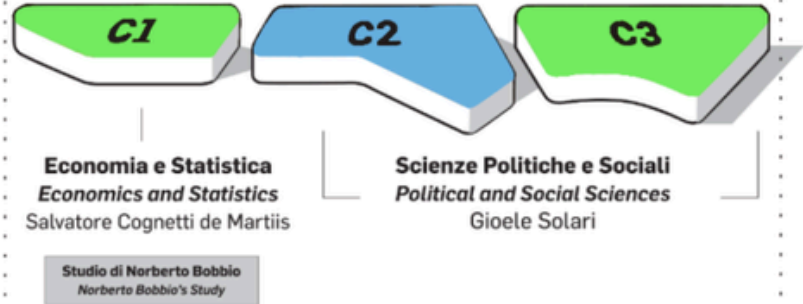 C1
C2
C3
Economia e Statistica
Economics and Statistics
Salvatore Cognetti de Martiis
Scienze Politiche e Sociali
Political and Social Sciences
Gioele Solari
Studio di Norberto Bobbio
Norberto Bobbio's Study